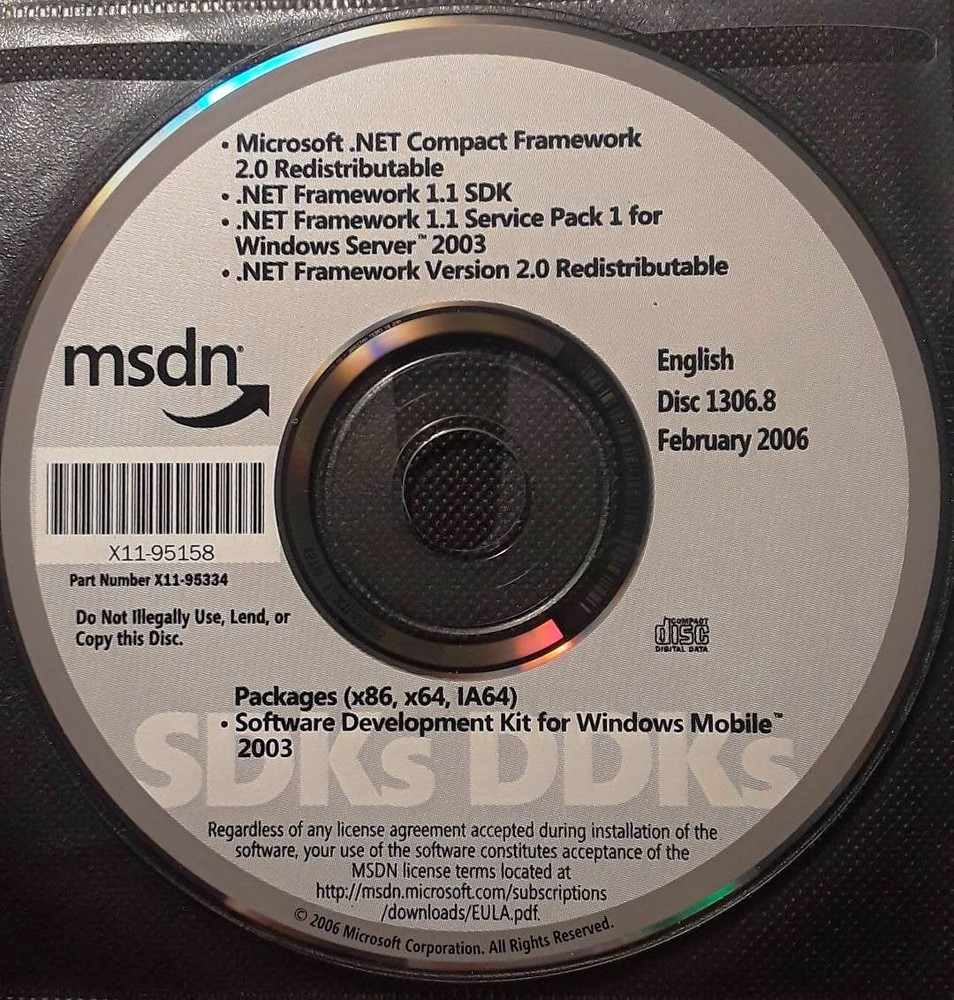 • Microsoft .NET Compact Framework
2.0 Redistributable
• .NET Framework 1.1 SDK
• .NET Framework 1.1 Service Pack 1 for
Windows Server™ 2003
• .NET Framework Version 2.0 Redistributable
msdn®
English
Disc 1306.8
February 2006
X11-95158
Part Number X11-95334
Do Not Illegally Use, Lend, or
Copy this Disc.
COMPACT
disc
DIGITAL DATA
Packages (x86, x64, IA64)
• Software Development Kit for Windows Mobile™
2003
SDKs DDKs
Regardless of any license agreement accepted during installation of the
software, your use of the software constitutes acceptance of the
MSDN license terms located at
http://msdn.microsoft.com/subscriptions
/downloads/EULA.pdf.
© 2006 Microsoft Corporation. All Rights Reserved.